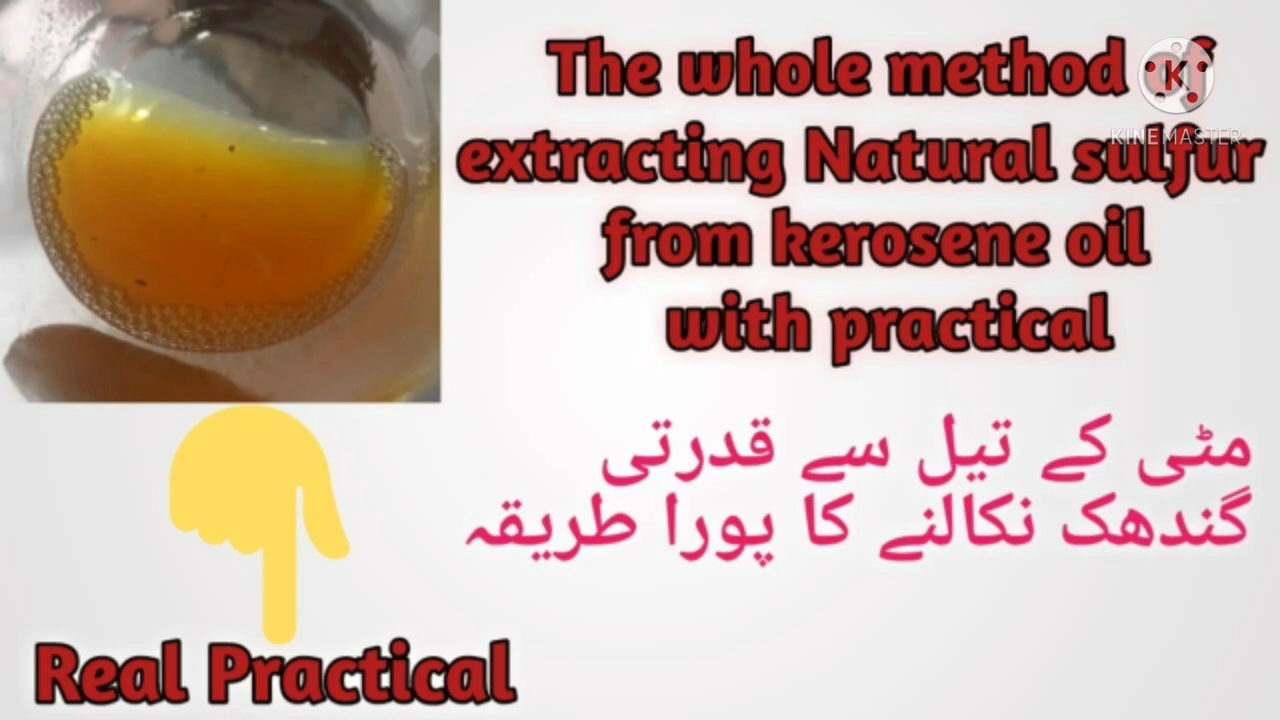 The whole method of
extracting Natural sulfur
from kerosene oil
with practical
KINEMASTER
مٹی کے تیل سے قدرتی
گندھک نکالنے کا پورا طریقہ
Real Practical